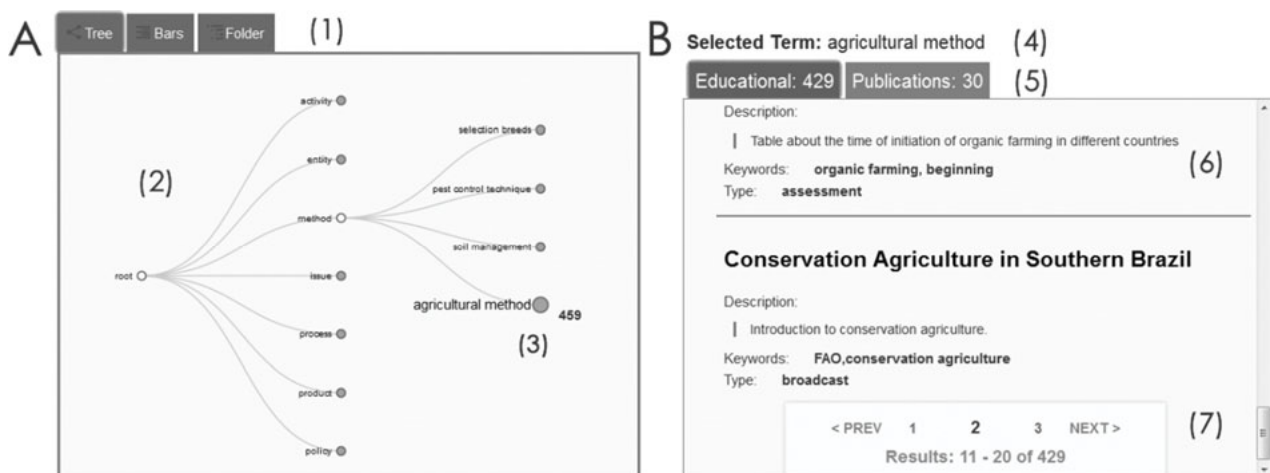 A
Tree
Bars
Folder
(1)
(2)
root
activity
entity
method
issue
process
product
policy
selection breeds
pest control technique
soil management
agricultural method
459
(3)
B
Selected Term: agricultural method
(4)
Educational: 429
Publications: 30
(5)
Description:
Table about the time of initiation of organic farming in different countries
(6)
Keywords: organic farming, beginning
Type: assessment
Conservation Agriculture in Southern Brazil
Description:
Introduction to conservation agriculture.
Keywords: FAO,conservation agriculture
Type: broadcast
< PREV 1 2 3 NEXT >
(7)
Results: 11 - 20 of 429